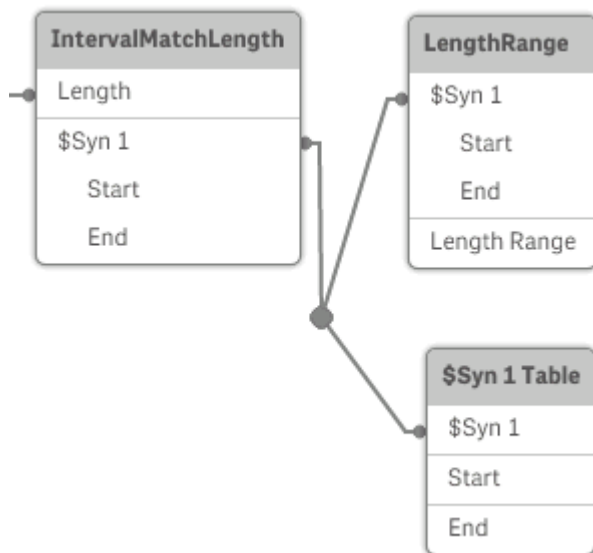 IntervalMatchLength
Length
$Syn 1
Start
End
LengthRange
$Syn 1
Start
End
Length Range
$Syn 1 Table
$Syn 1
Start
End